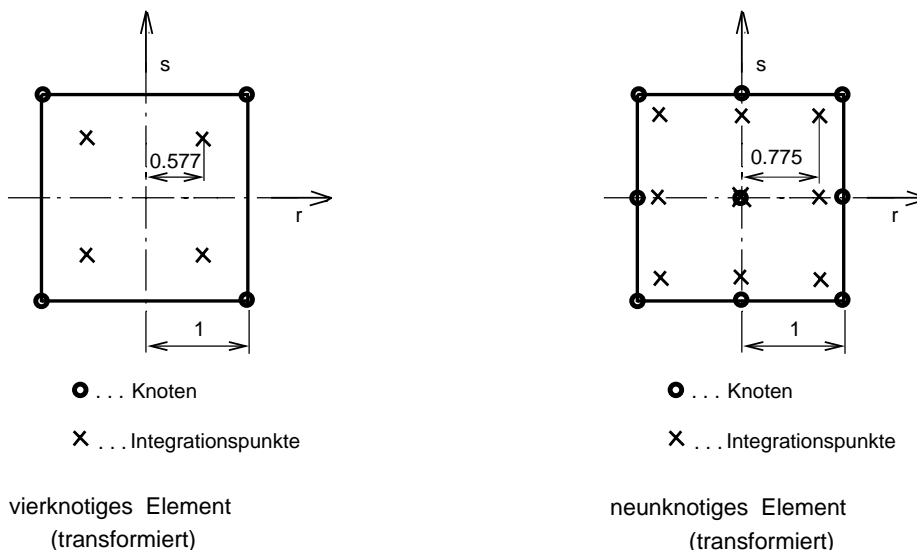 s
0.577
r
1
o . . . Knoten
x . . . Integrationspunkte
vierknotiges Element
(transformiert)
s
0.775
r
1
o . . . Knoten
x . . . Integrationspunkte
neunknotiges Element
(transformiert)